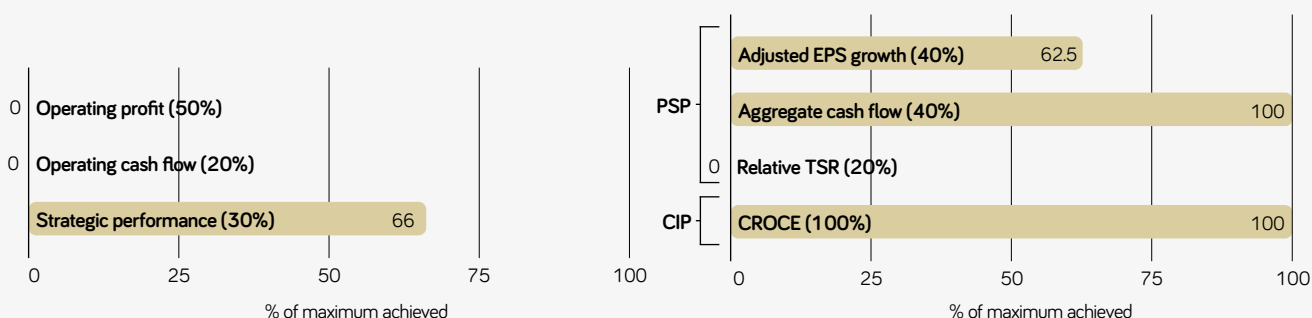 0 Operating profit (50%)
0 Operating cash flow (20%)
Strategic performance (30%) 66
0 25 50 75 100
% of maximum achieved
PSP
Adjusted EPS growth (40%) 62.5
Aggregate cash flow (40%) 100
0 Relative TSR (20%)
CIP
CROCE (100%) 100
0 25 50 75 100
% of maximum achieved